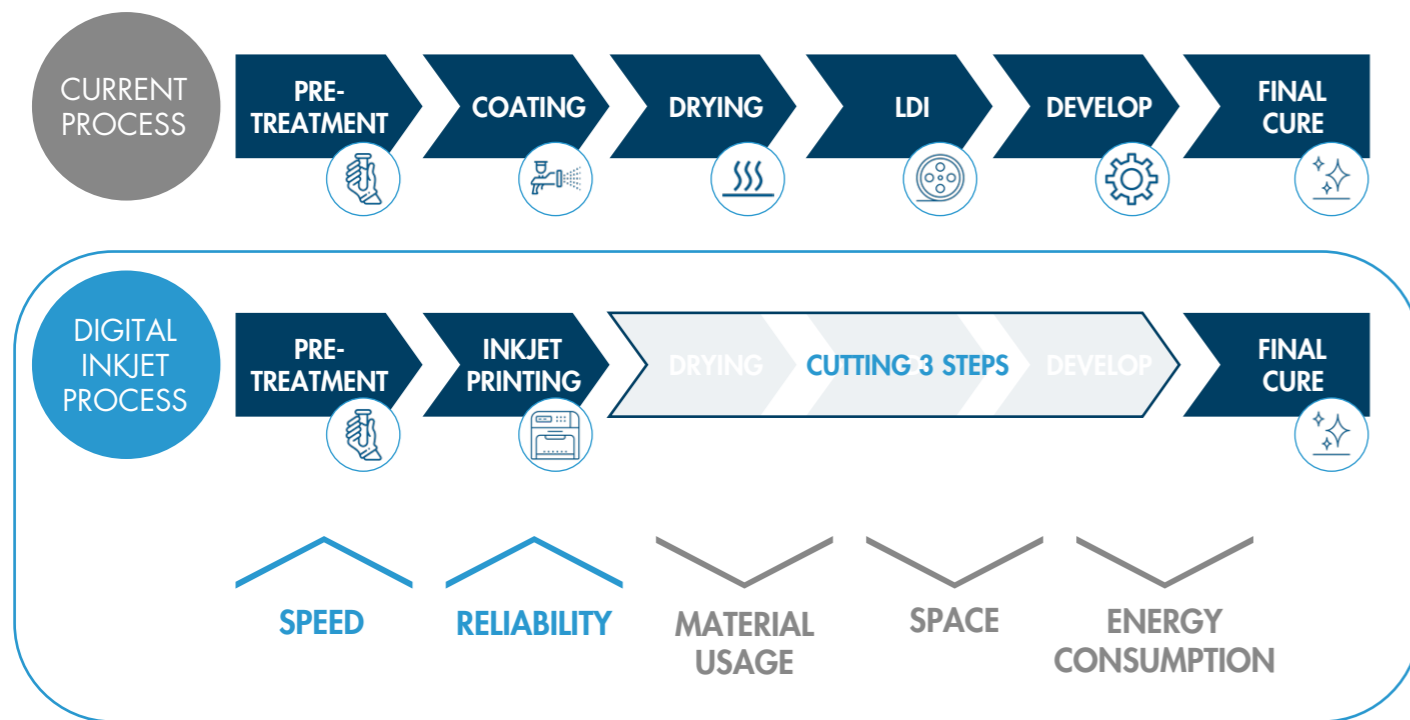 CURRENT
PROCESS
PRE-
TREATMENT
COATING
DRYING
LDI
DEVELOP
FINAL
CURE
DIGITAL
INKJET
PROCESS
PRE-
TREATMENT
INKJET
PRINTING
DRYING
CUTTING 3 STEPS
DEVELOP
FINAL
CURE
SPEED
RELIABILITY
MATERIAL
USAGE
SPACE
ENERGY
CONSUMPTION